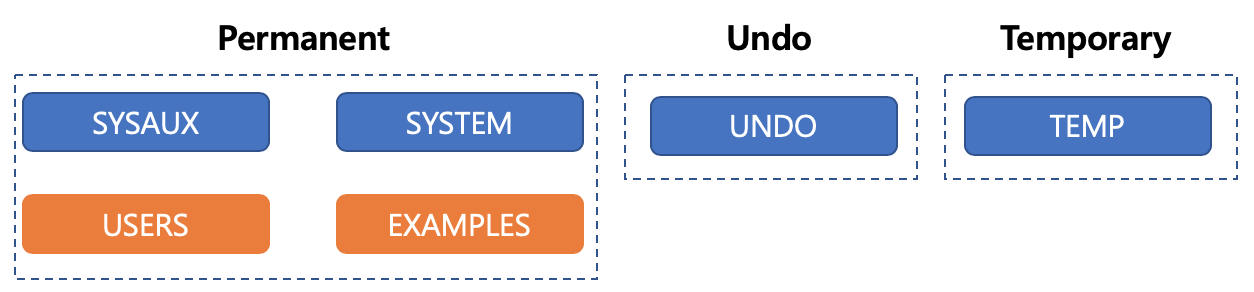 Permanent
Undo
Temporary
SYSAUX
SYSTEM
UNDO
TEMP
USERS
EXAMPLES